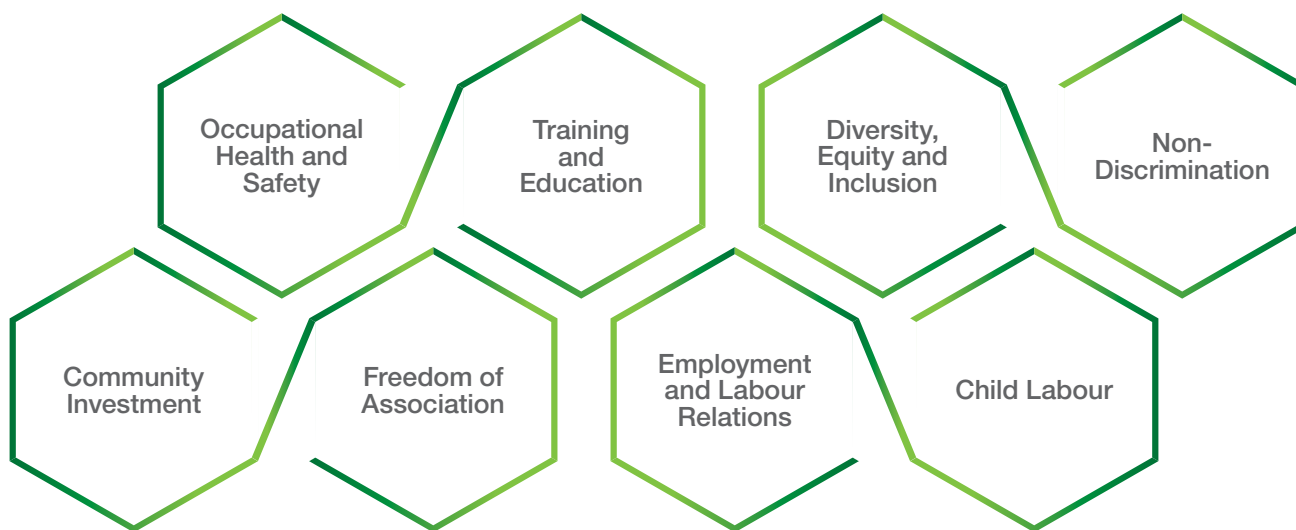 Occupational
Health and
Safety
Training
and
Education
Diversity,
Equity and
Inclusion
Non-
Discrimination
Community
Investment
Freedom of
Association
Employment
and Labour
Relations
Child Labour